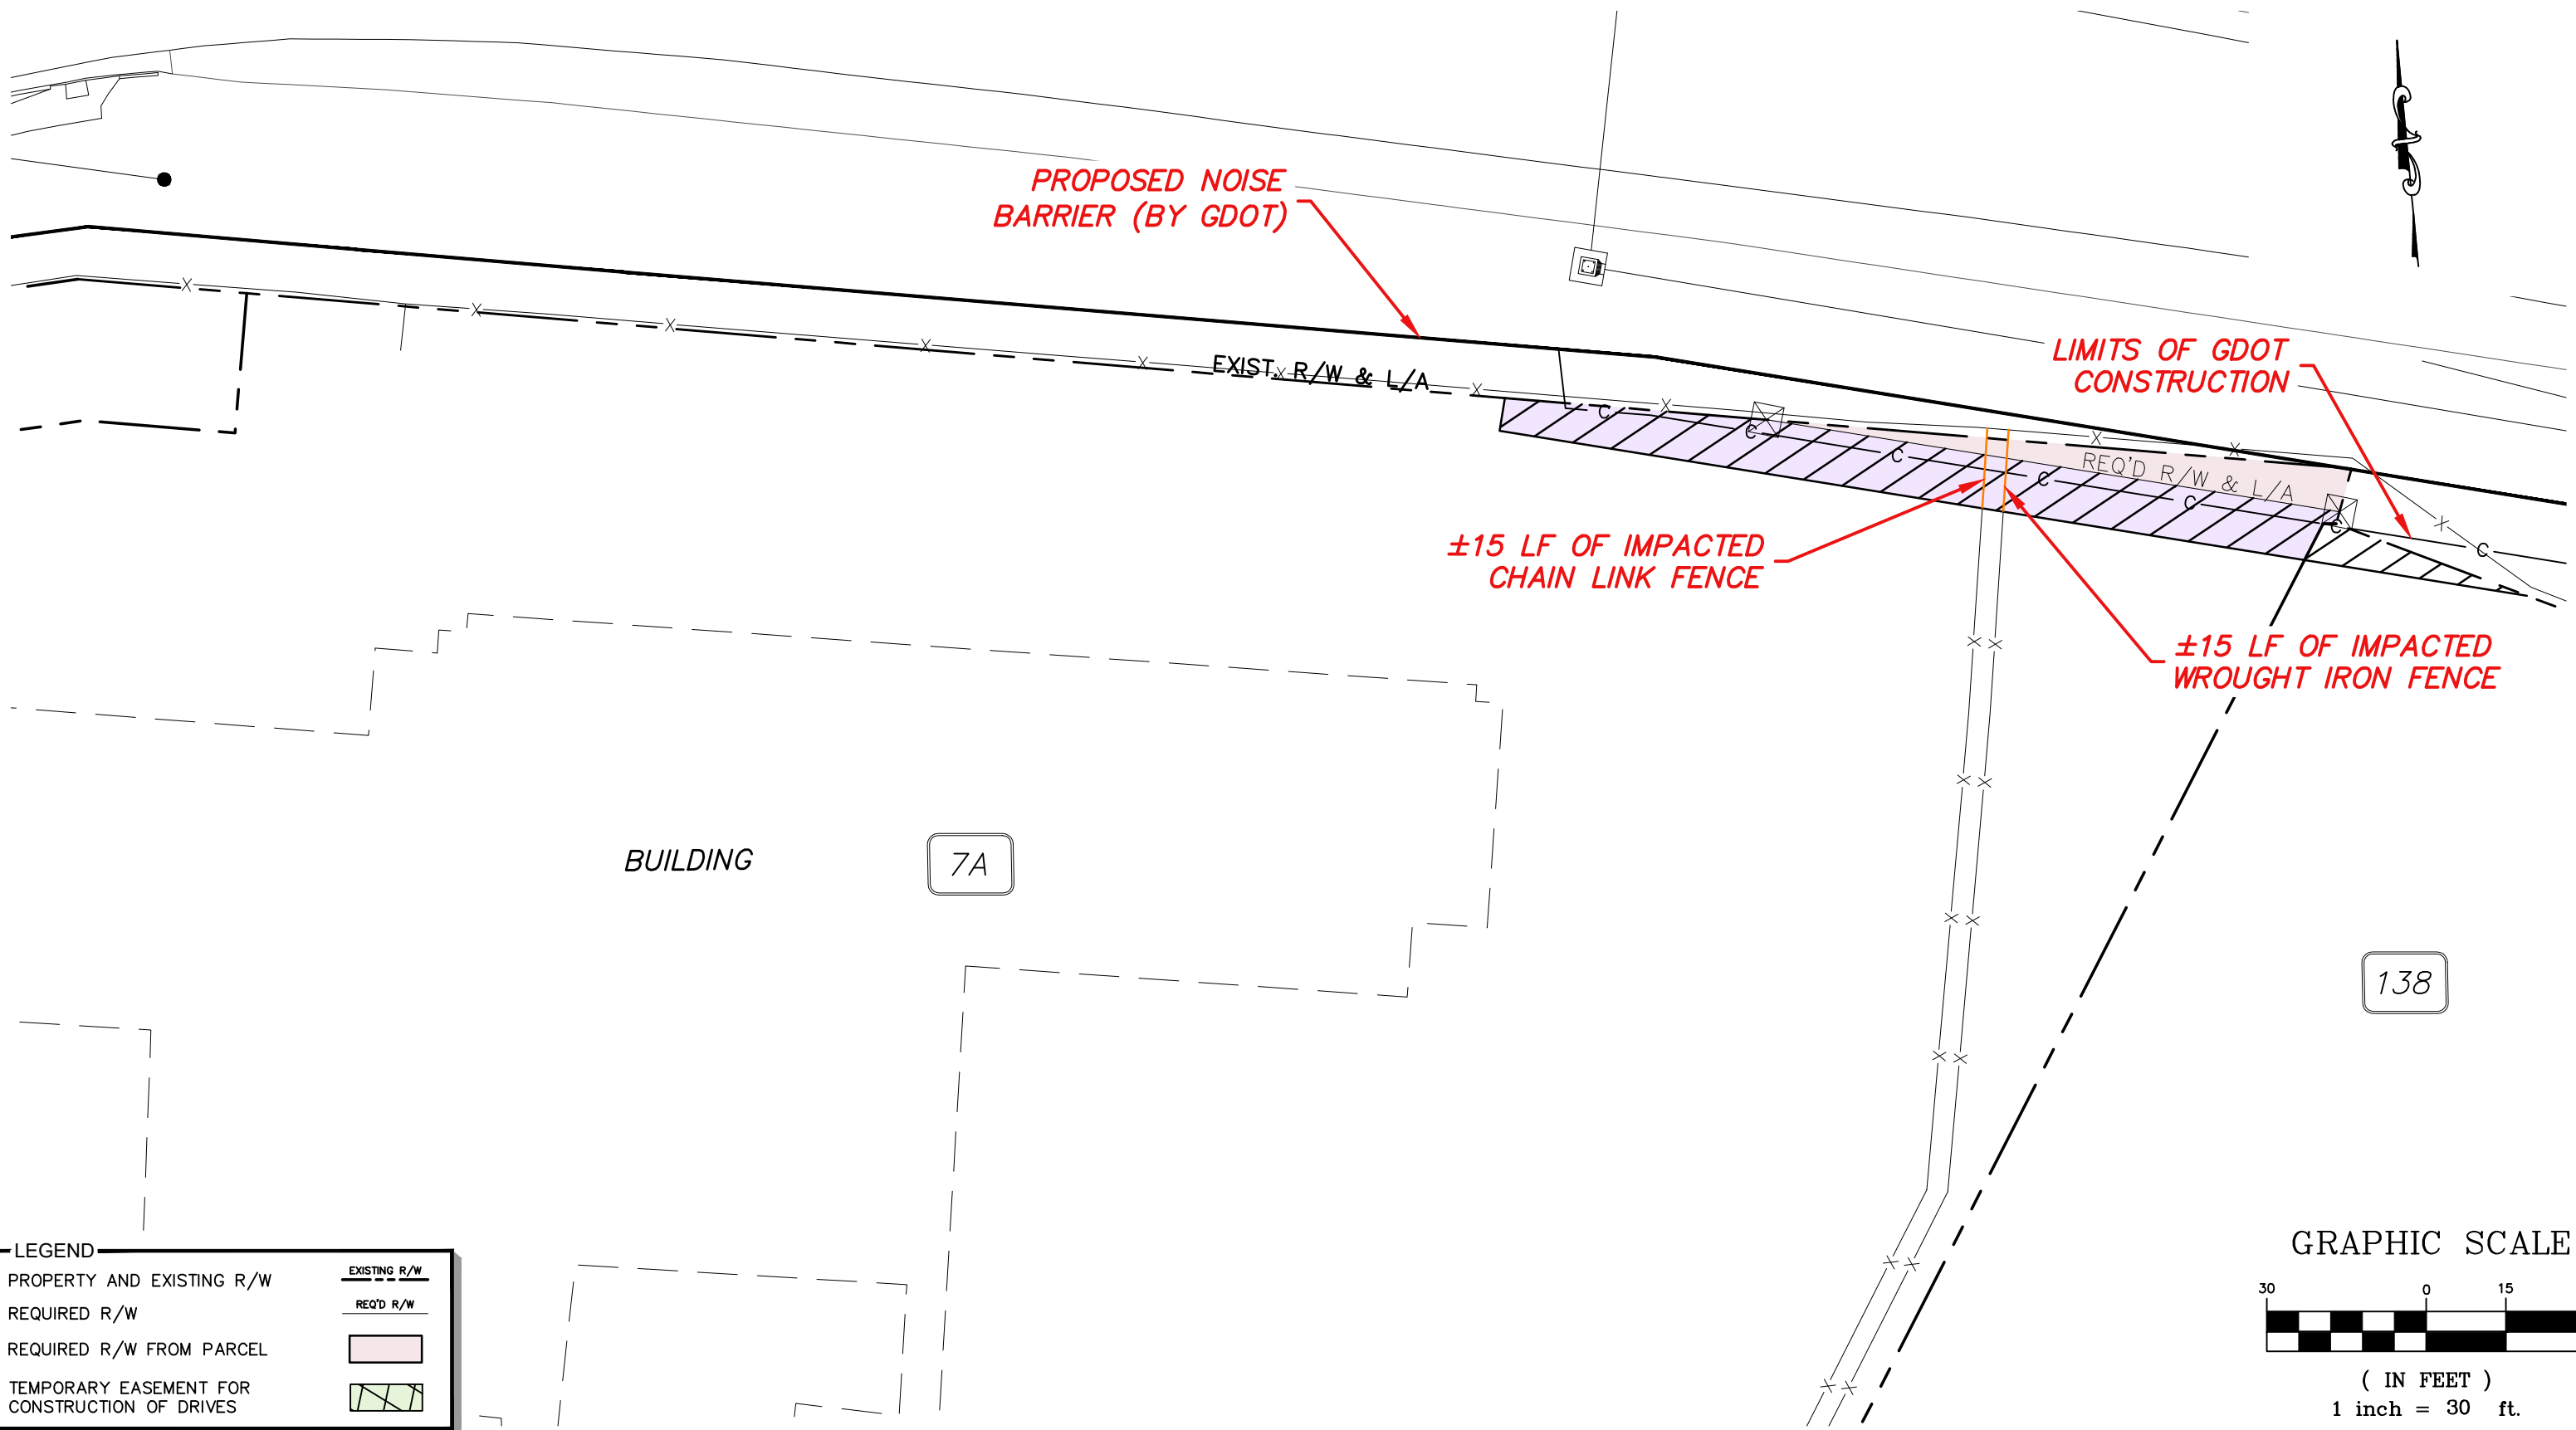 PROPOSED NOISE
BARRIER (BY GDOT)
EXIST. R/W & L/A
LIMITS OF GDOT
CONSTRUCTION
REQ'D R/W & L/A
±15 LF OF IMPACTED
CHAIN LINK FENCE
±15 LF OF IMPACTED
WROUGHT IRON FENCE
C
C
C
C
C
C
C
BUILDING
7A
138
LEGEND
PROPERTY AND EXISTING R/W
EXISTING R/W
REQUIRED R/W
REQ'D R/W
REQUIRED R/W FROM PARCEL
TEMPORARY EASEMENT FOR
CONSTRUCTION OF DRIVES
GRAPHIC SCALE
30 0 15
( IN FEET )
1 inch = 30 ft.